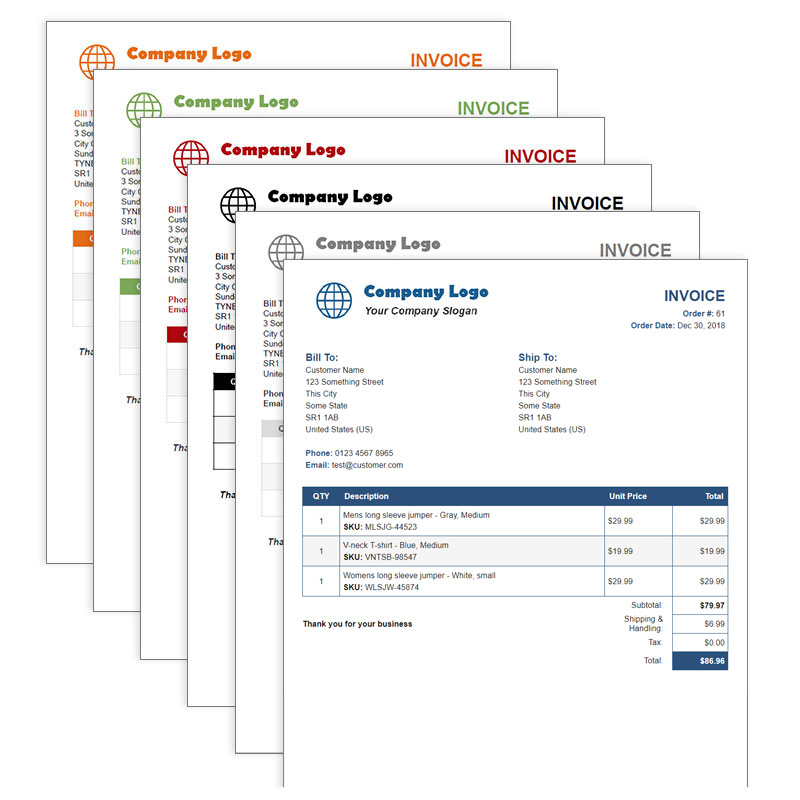 Company Logo
INVOICE
Bill T
Custo
3 Som
City C
Sund
TYNE
SR1
Unite
Phon
Email
Tha
Company Logo
INVOICE
Bill T
Custo
3 Sor
City C
Sund
TYNE
SR1
Unite
Phon
Email
Tha
Company Logo
INVOICE
Bill T
Custo
3 Som
City C
Sund
TYNE
SR1
Unite
Phon
Email
Tha
Company Logo
INVOICE
Bill T
Custo
3 Som
City C
Sund
TYNE
SR1
Unite
Phon
Emai
Tha
Company Logo
INVOICE
Bill T
Custo
3 Som
City C
Sund
TYNE
SR1
Unite
Phon
Emai
Tha
Company Logo
Your Company Slogan
INVOICE
Order #: 61
Order Date: Dec 30, 2018
Bill To: Ship To:
Customer Name Customer Name
123 Something Street 123 Something Street
This City This City
Some State Some State
SR1 1AB SR1 1AB
United States (US) United States (US)
Phone: 0123 4567 8965
Email: test@customer.com
QTY Description Unit Price Total
1 Mens long sleeve jumper - Gray, Medium $29.99 $29.99
SKU: MLSJG-44523
1 V-neck T-shirt - Blue, Medium $19.99 $19.99
SKU: VNTSB-98547
1 Womens long sleeve jumper - White, small $29.99 $29.99
SKU: WLSJW-45874
Subtotal: $79.97
Thank you for your business
Shipping & Handling: $6.99
Tax: $0.00
Total: $86.96